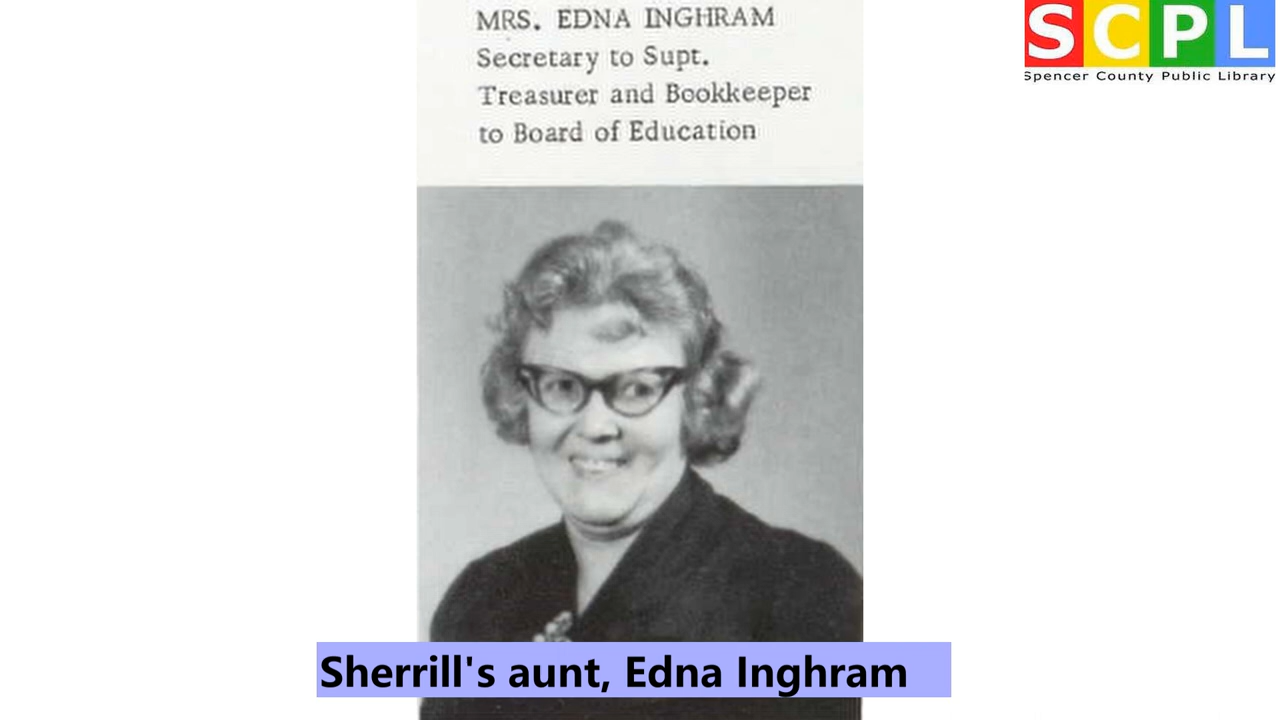 MRS. EDNA INGHRAM
Secretary to Supt.
Treasurer and Bookkeeper
to Board of Education
SCPL
Spencer County Public Library
Sherrill's aunt, Edna Inghram